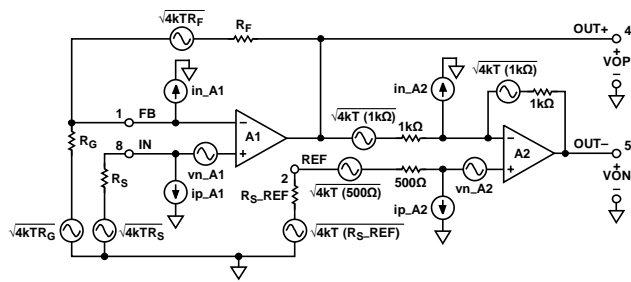 √4kTR_F
R_F
OUT+ 4
+
VOP
−
in_A1
in_A2
√4kT (1kΩ)
1kΩ
1 FB
−
A1
+
√4kT (1kΩ)
1kΩ
R_G
8 IN
vn_A1
REF
2
−
A2
+
OUT− 5
+
VON
−
R_S
ip_A1
√4kT (500Ω)
500Ω
vn_A2
R_S_REF
ip_A2
√4kTR_G
√4kTR_S
√4kT (R_S_REF)